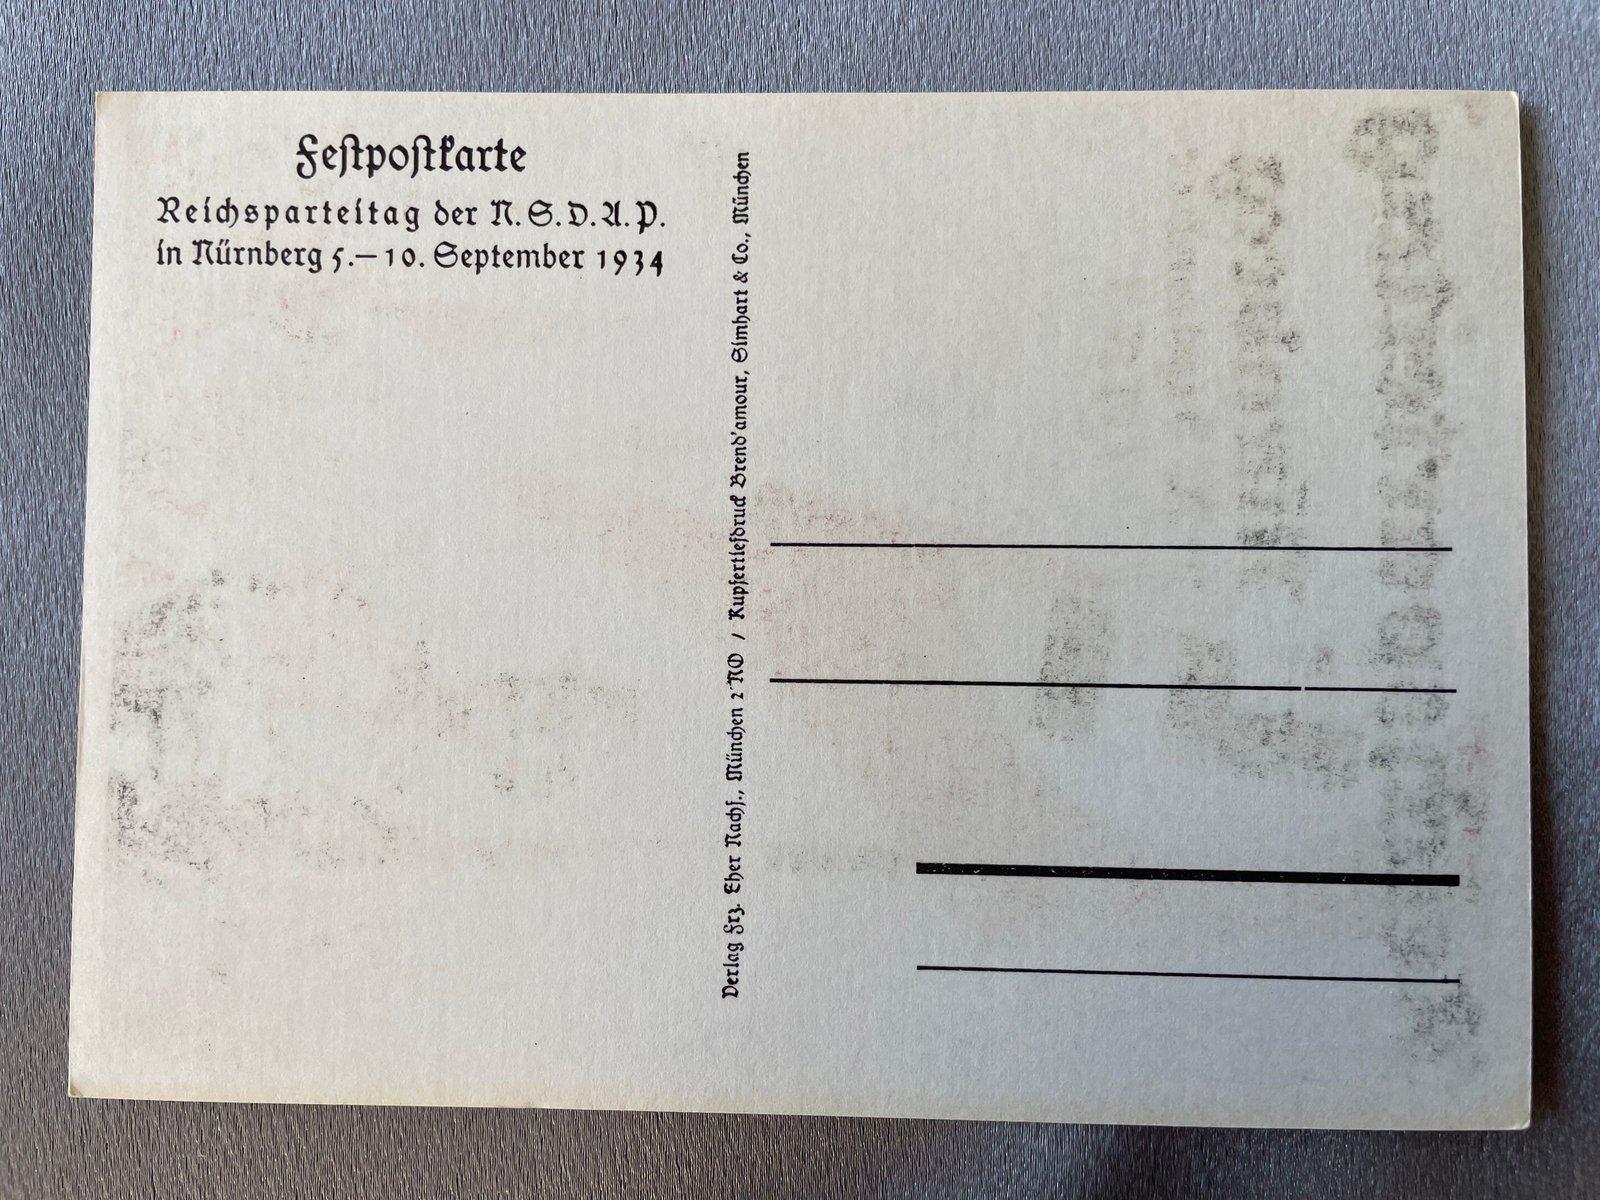 Festpostkarte
Reichsparteitag der N.S.D.A.P.
in Nürnberg 5.–10. September 1934
Verlag Frz. Eher Nachf., München 2 NO / Kupfertiefdruck Brend'amour, Simhart & Co., München